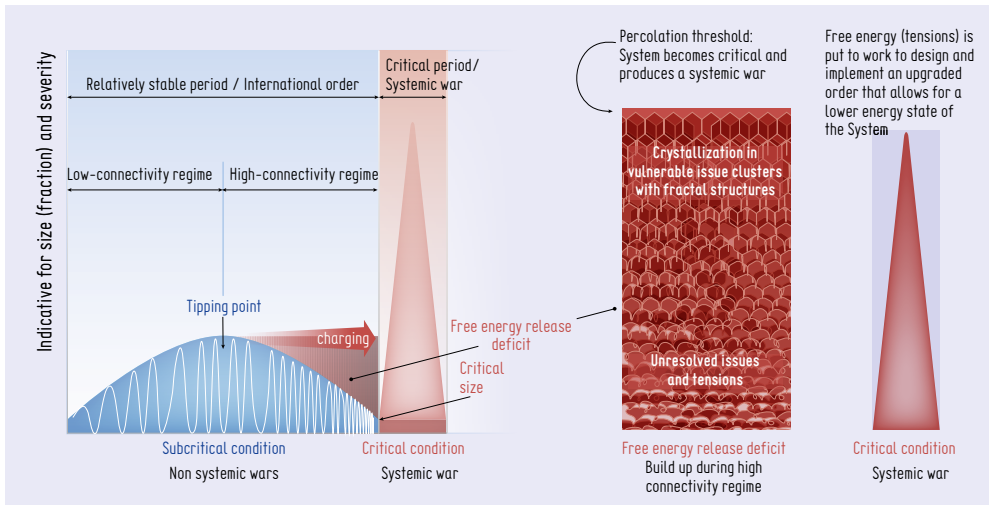 Indicative for size (fraction) and severity
Relatively stable period / International order
Critical period/
Systemic war
Low-connectivity regime
High-connectivity regime
Tipping point
charging
Free energy release
deficit
Critical
size
Subcritical condition
Non systemic wars
Critical condition
Systemic war
Percolation threshold:
System becomes critical and
produces a systemic war
Crystallization in
vulnerable issue clusters
with fractal structures
Unresolved issues
and tensions
Free energy release deficit
Build up during high
connectivity regime
Free energy (tensions) is
put to work to design and
implement an upgraded
order that allows for a
lower energy state of
the System
Critical condition
Systemic war